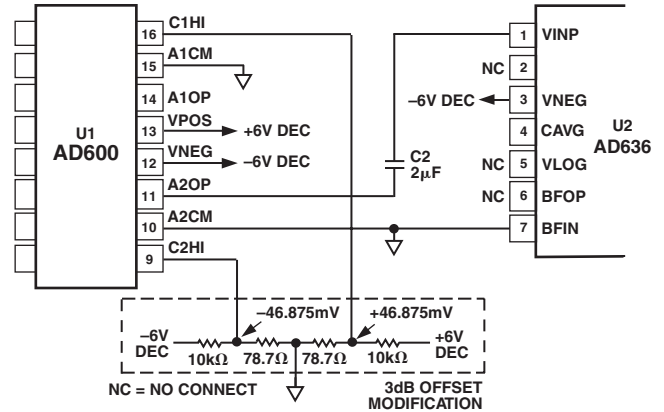 C1HI
16
A1CM
15
A1OP
14
VPOS
13
+6V DEC
VNEG
12
–6V DEC
A2OP
11
A2CM
10
C2HI
9
U1
AD600
C2
2μF
1
VINP
NC
2
–6V DEC
3
VNEG
4
CAVG
NC
5
VLOG
NC
6
BFOP
7
BFIN
U2
AD636
–46.875mV
+46.875mV
–6V
DEC
+6V
DEC
10kΩ
78.7Ω
78.7Ω
10kΩ
NC = NO CONNECT
3dB OFFSET
MODIFICATION